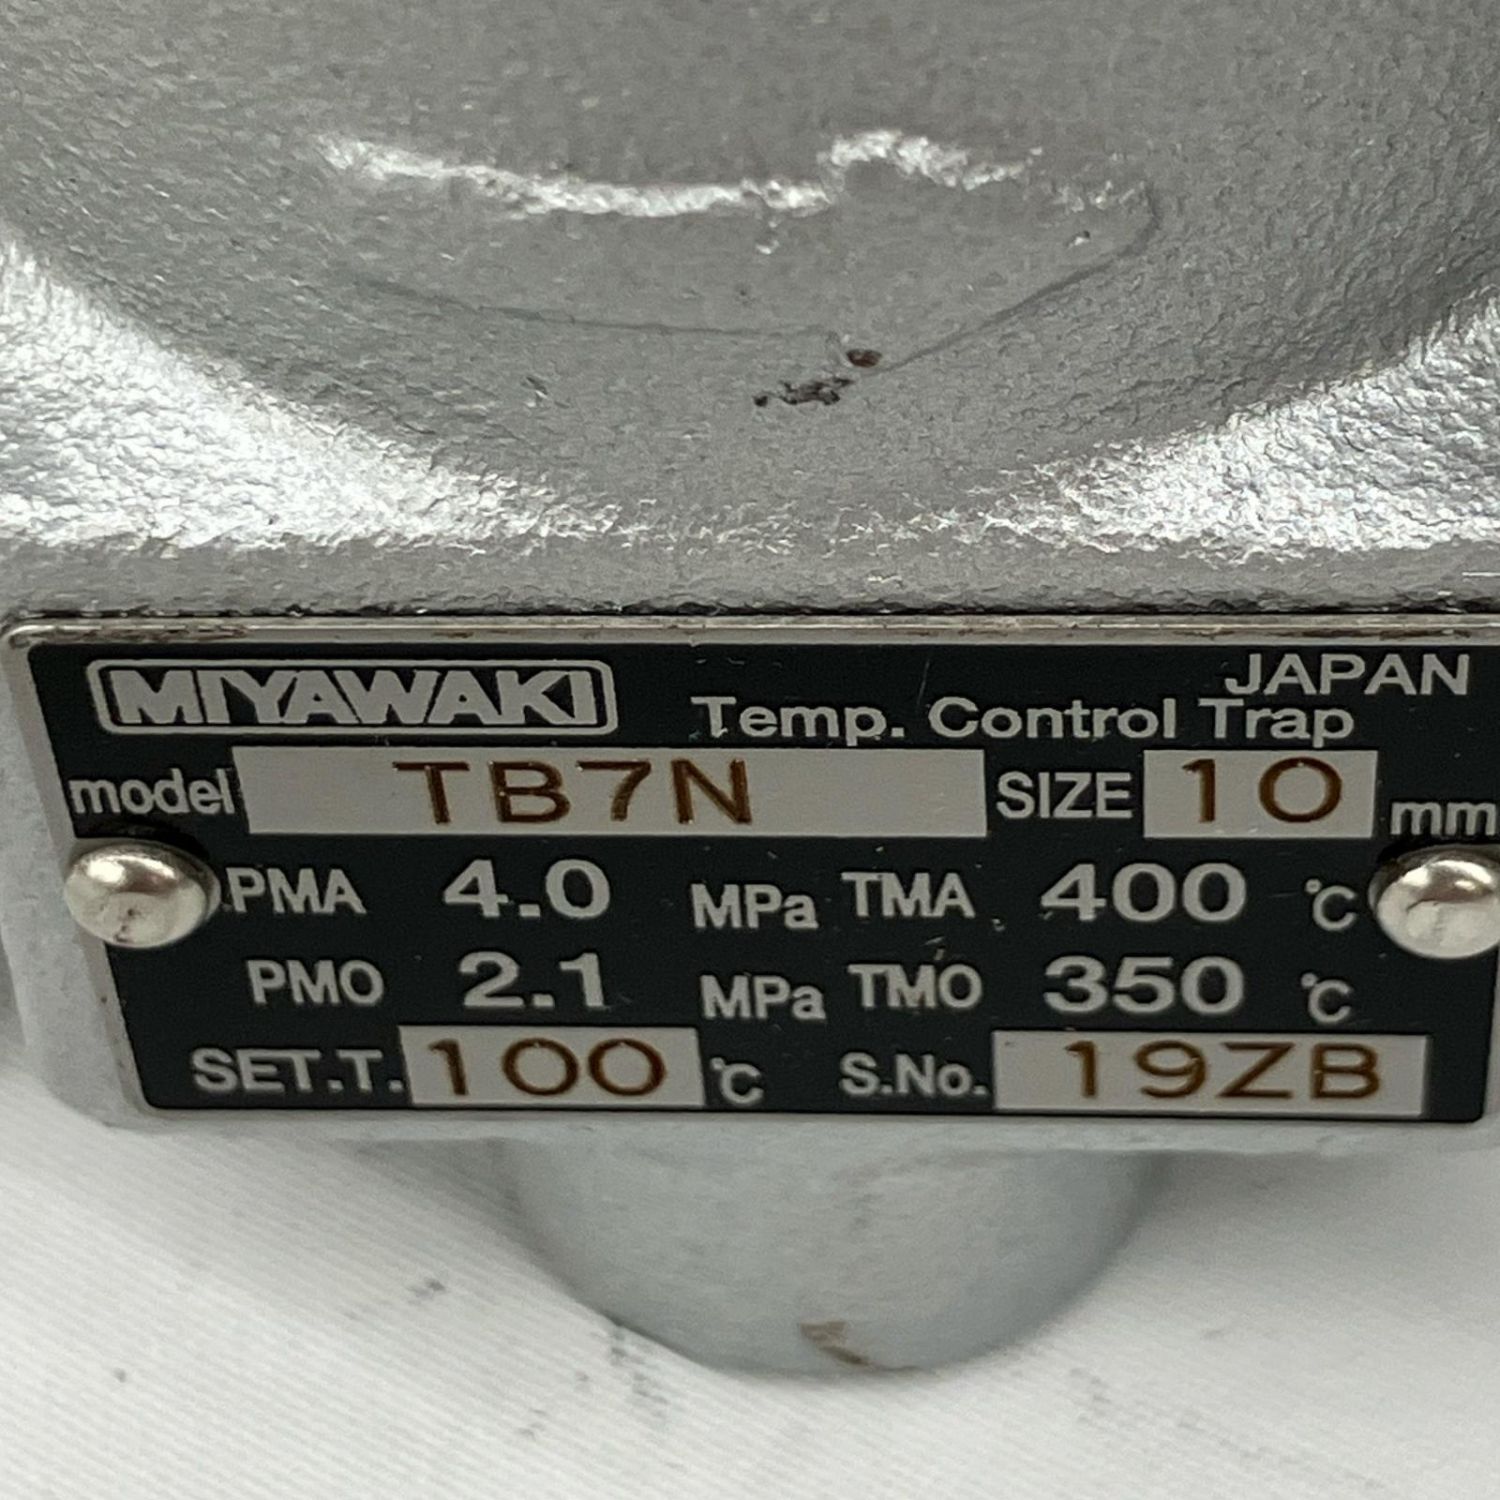 MIYAWAKI JAPAN
Temp. Control Trap
model TB7N SIZE 10 mm
PMA 4.0 MPa TMA 400 ℃
PMO 2.1 MPa TMO 350 ℃
SET.T. 100 ℃ S.No. 19ZB